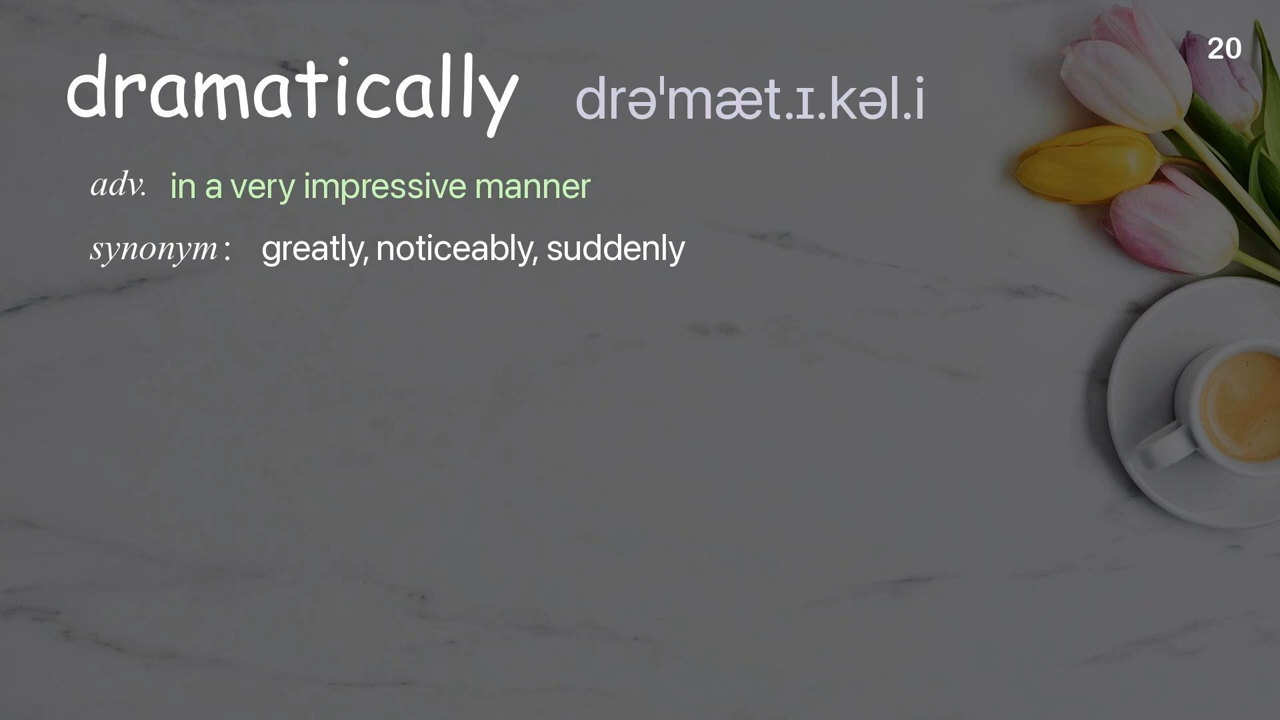 20
dramatically drəˈmæt.ɪ.kəl.i
adv. in a very impressive manner
synonym: greatly, noticeably, suddenly